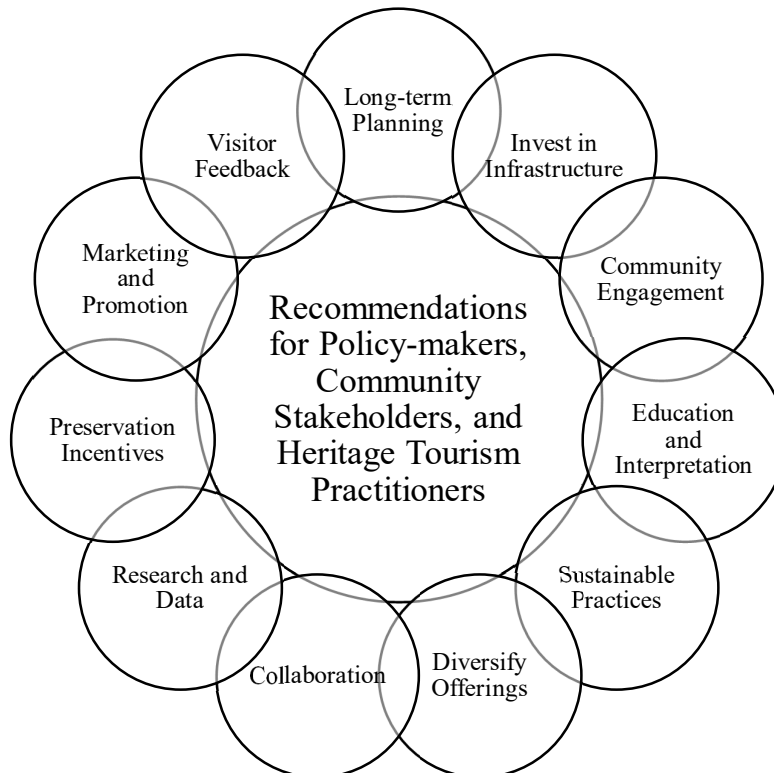 Long-term
Planning
Invest in
Infrastructure
Community
Engagement
Education
and
Interpretation
Sustainable
Practices
Diversify
Offerings
Collaboration
Research and
Data
Preservation
Incentives
Marketing
and
Promotion
Visitor
Feedback
Recommendations
for Policy-makers,
Community
Stakeholders, and
Heritage Tourism
Practitioners